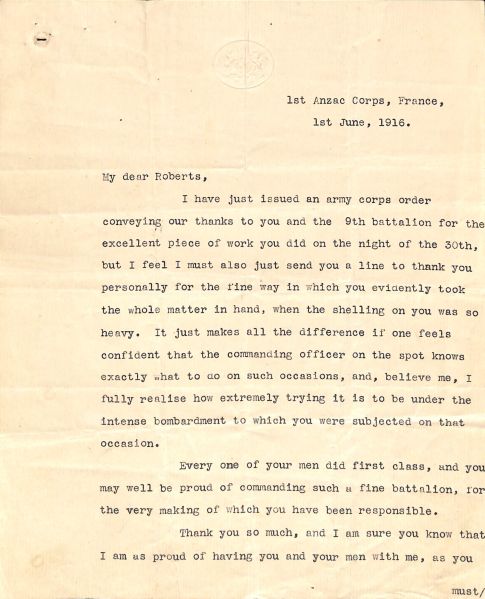 1st Anzac Corps, France,
1st June, 1916.
My dear Roberts,
I have just issued an army corps order
conveying our thanks to you and the 9th battalion for the
excellent piece of work you did on the night of the 30th,
but I feel I must also just send you a line to thank you
personally for the fine way in which you evidently took
the whole matter in hand, when the shelling on you was so
heavy. It just makes all the difference if one feels
confident that the commanding officer on the spot knows
exactly what to do on such occasions, and, believe me, I
fully realise how extremely trying it is to be under the
intense bombardment to which you were subjected on that
occasion.
Every one of your men did first class, and you
may well be proud of commanding such a fine battalion, for
the very making of which you have been responsible.
Thank you so much, and I am sure you know that
I am as proud of having you and your men with me, as you
must/